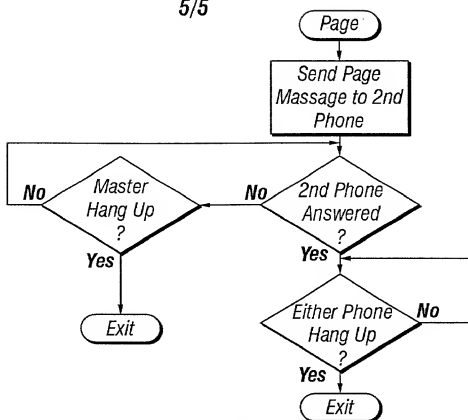 5/5
Page
Send Page
Massage to 2nd
Phone
No
Master
Hang Up
?
Yes
Exit
No
2nd Phone
Answered
?
Yes
Either Phone
Hang Up
?
No
Yes
Exit